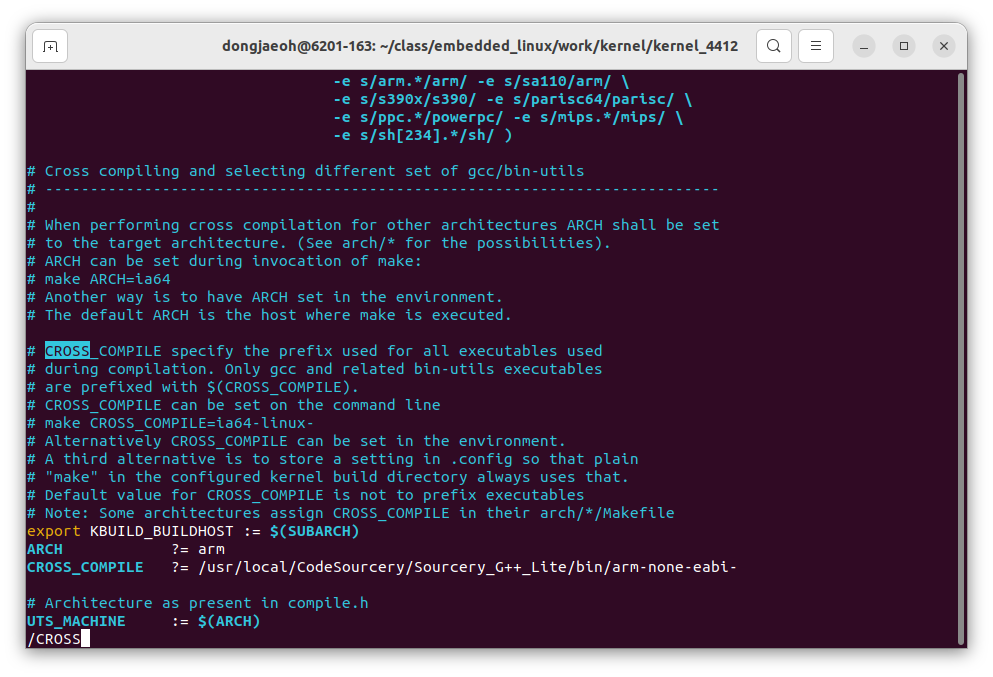 dongjaeoh@6201-163: ~/class/embedded_linux/work/kernel/kernel_4412
-e s/arm.*/arm/ -e s/sa110/arm/ \
-e s/s390x/s390/ -e s/parisc64/parisc/ \
-e s/ppc.*/powerpc/ -e s/mips.*/mips/ \
-e s/sh[234].*/sh/ )
# Cross compiling and selecting different set of gcc/bin-utils
# ---------------------------------------------------------------------------
#
# When performing cross compilation for other architectures ARCH shall be set
# to the target architecture. (See arch/* for the possibilities).
# ARCH can be set during invocation of make:
# make ARCH=ia64
# Another way is to have ARCH set in the environment.
# The default ARCH is the host where make is executed.
# CROSS_COMPILE specify the prefix used for all executables used
# during compilation. Only gcc and related bin-utils executables
# are prefixed with $(CROSS_COMPILE).
# CROSS_COMPILE can be set on the command line
# make CROSS_COMPILE=ia64-linux-
# Alternatively CROSS_COMPILE can be set in the environment.
# A third alternative is to store a setting in .config so that plain
# "make" in the configured kernel build directory always uses that.
# Default value for CROSS_COMPILE is not to prefix executables
# Note: Some architectures assign CROSS_COMPILE in their arch/*/Makefile
export KBUILD_BUILDHOST := $(SUBARCH)
ARCH ?= arm
CROSS_COMPILE ?= /usr/local/CodeSourcery/Sourcery_G++_Lite/bin/arm-none-eabi-
# Architecture as present in compile.h
UTS_MACHINE := $(ARCH)
/CROSS